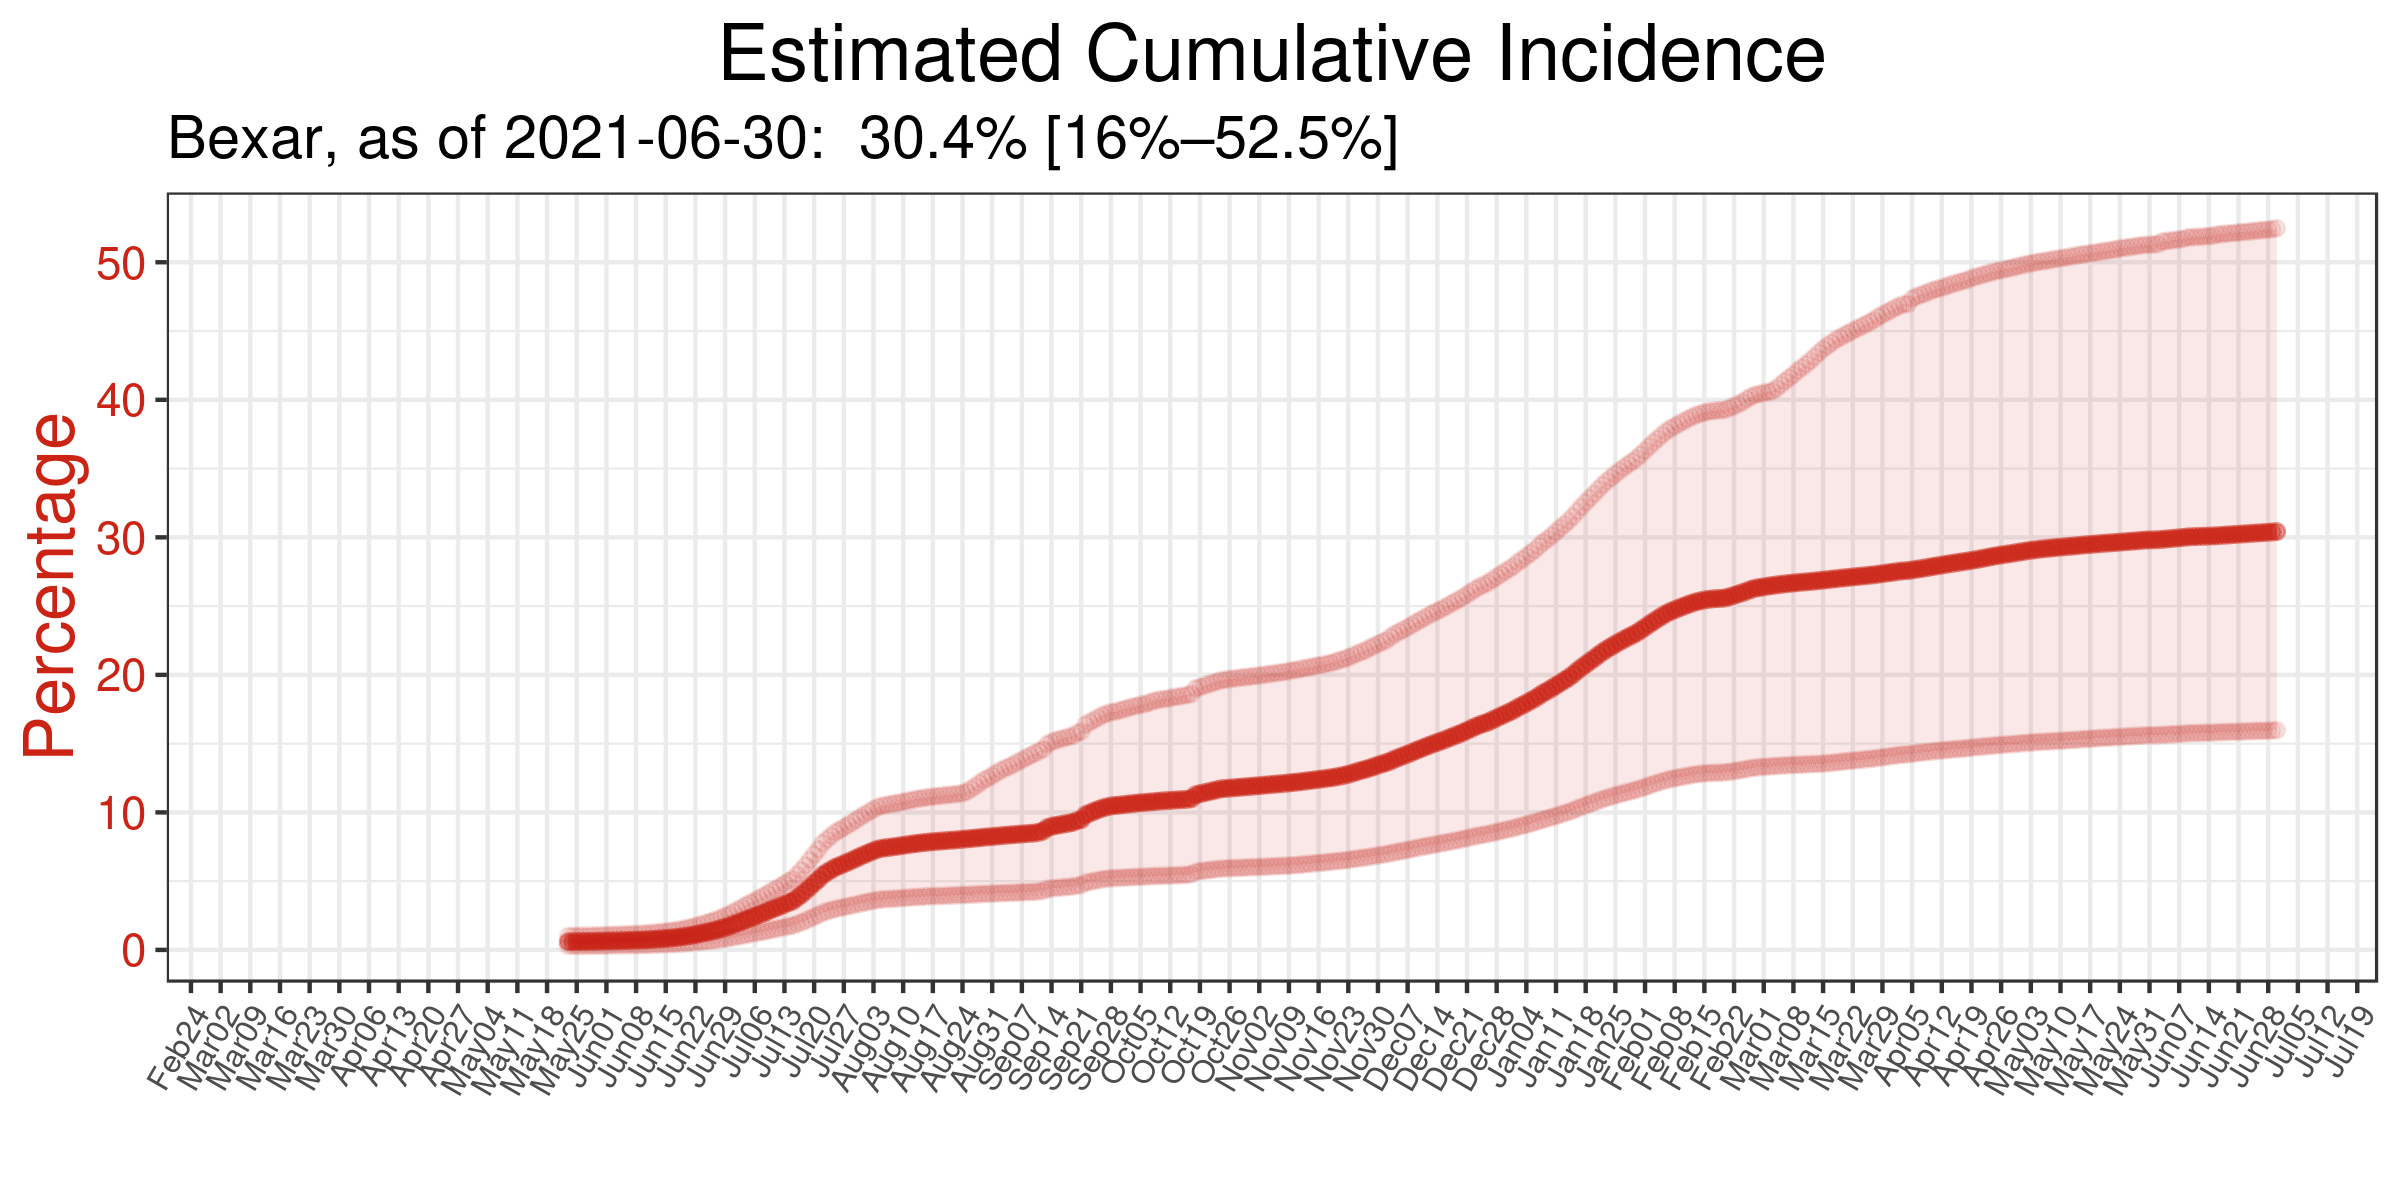 Estimated Cumulative Incidence
Bexar, as of 2021-06-30:  30.4% [16%–52.5%]
Percentage
50
40
30
20
10
0
Feb24
Mar02
Mar09
Mar16
Mar23
Mar30
Apr06
Apr13
Apr20
Apr27
May04
May11
May18
May25
Jun01
Jun08
Jun15
Jun22
Jun29
Jul06
Jul13
Jul20
Jul27
Aug03
Aug10
Aug17
Aug24
Aug31
Sep07
Sep14
Sep21
Sep28
Oct05
Oct12
Oct19
Oct26
Nov02
Nov09
Nov16
Nov23
Nov30
Dec07
Dec14
Dec21
Dec28
Jan04
Jan11
Jan18
Jan25
Feb01
Feb08
Feb15
Feb22
Mar01
Mar08
Mar15
Mar22
Mar29
Apr05
Apr12
Apr19
Apr26
May03
May10
May17
May24
May31
Jun07
Jun14
Jun21
Jun28
Jul05
Jul12
Jul19